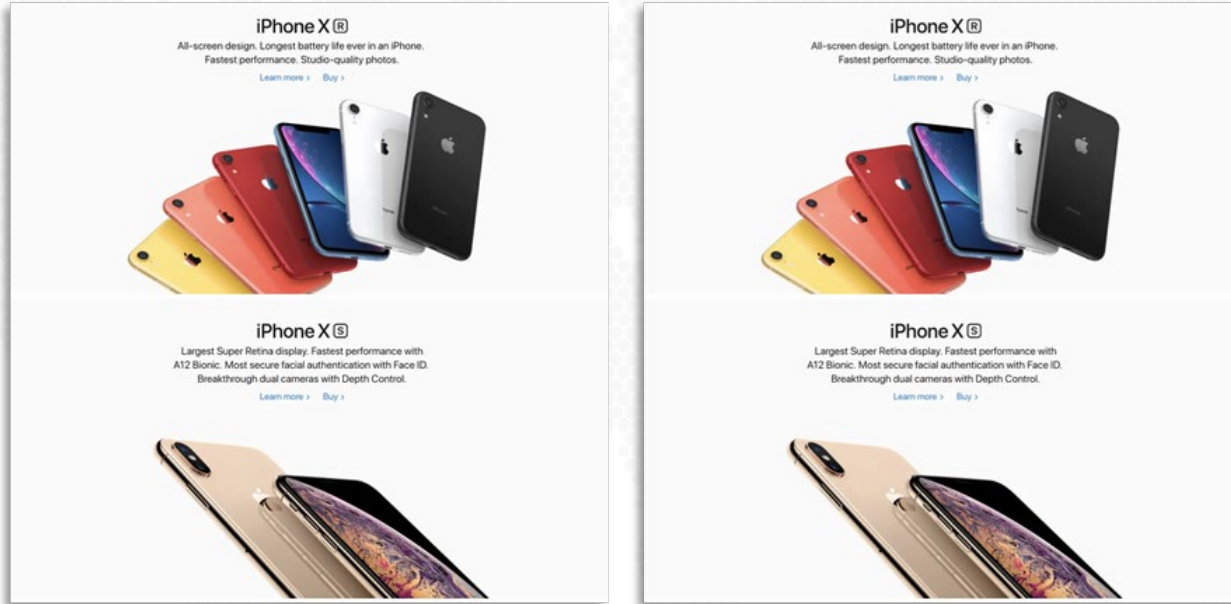 iPhone XR
All-screen design. Longest battery life ever in an iPhone.
Fastest performance. Studio-quality photos.
Learn more > Buy >
iPhone XS
Largest Super Retina display. Fastest performance with
A12 Bionic. Most secure facial authentication with Face ID.
Breakthrough dual cameras with Depth Control.
Learn more > Buy >
iPhone XR
All-screen design. Longest battery life ever in an iPhone.
Fastest performance. Studio-quality photos.
Learn more > Buy >
iPhone XS
Largest Super Retina display. Fastest performance with
A12 Bionic. Most secure facial authentication with Face ID.
Breakthrough dual cameras with Depth Control.
Learn more > Buy >